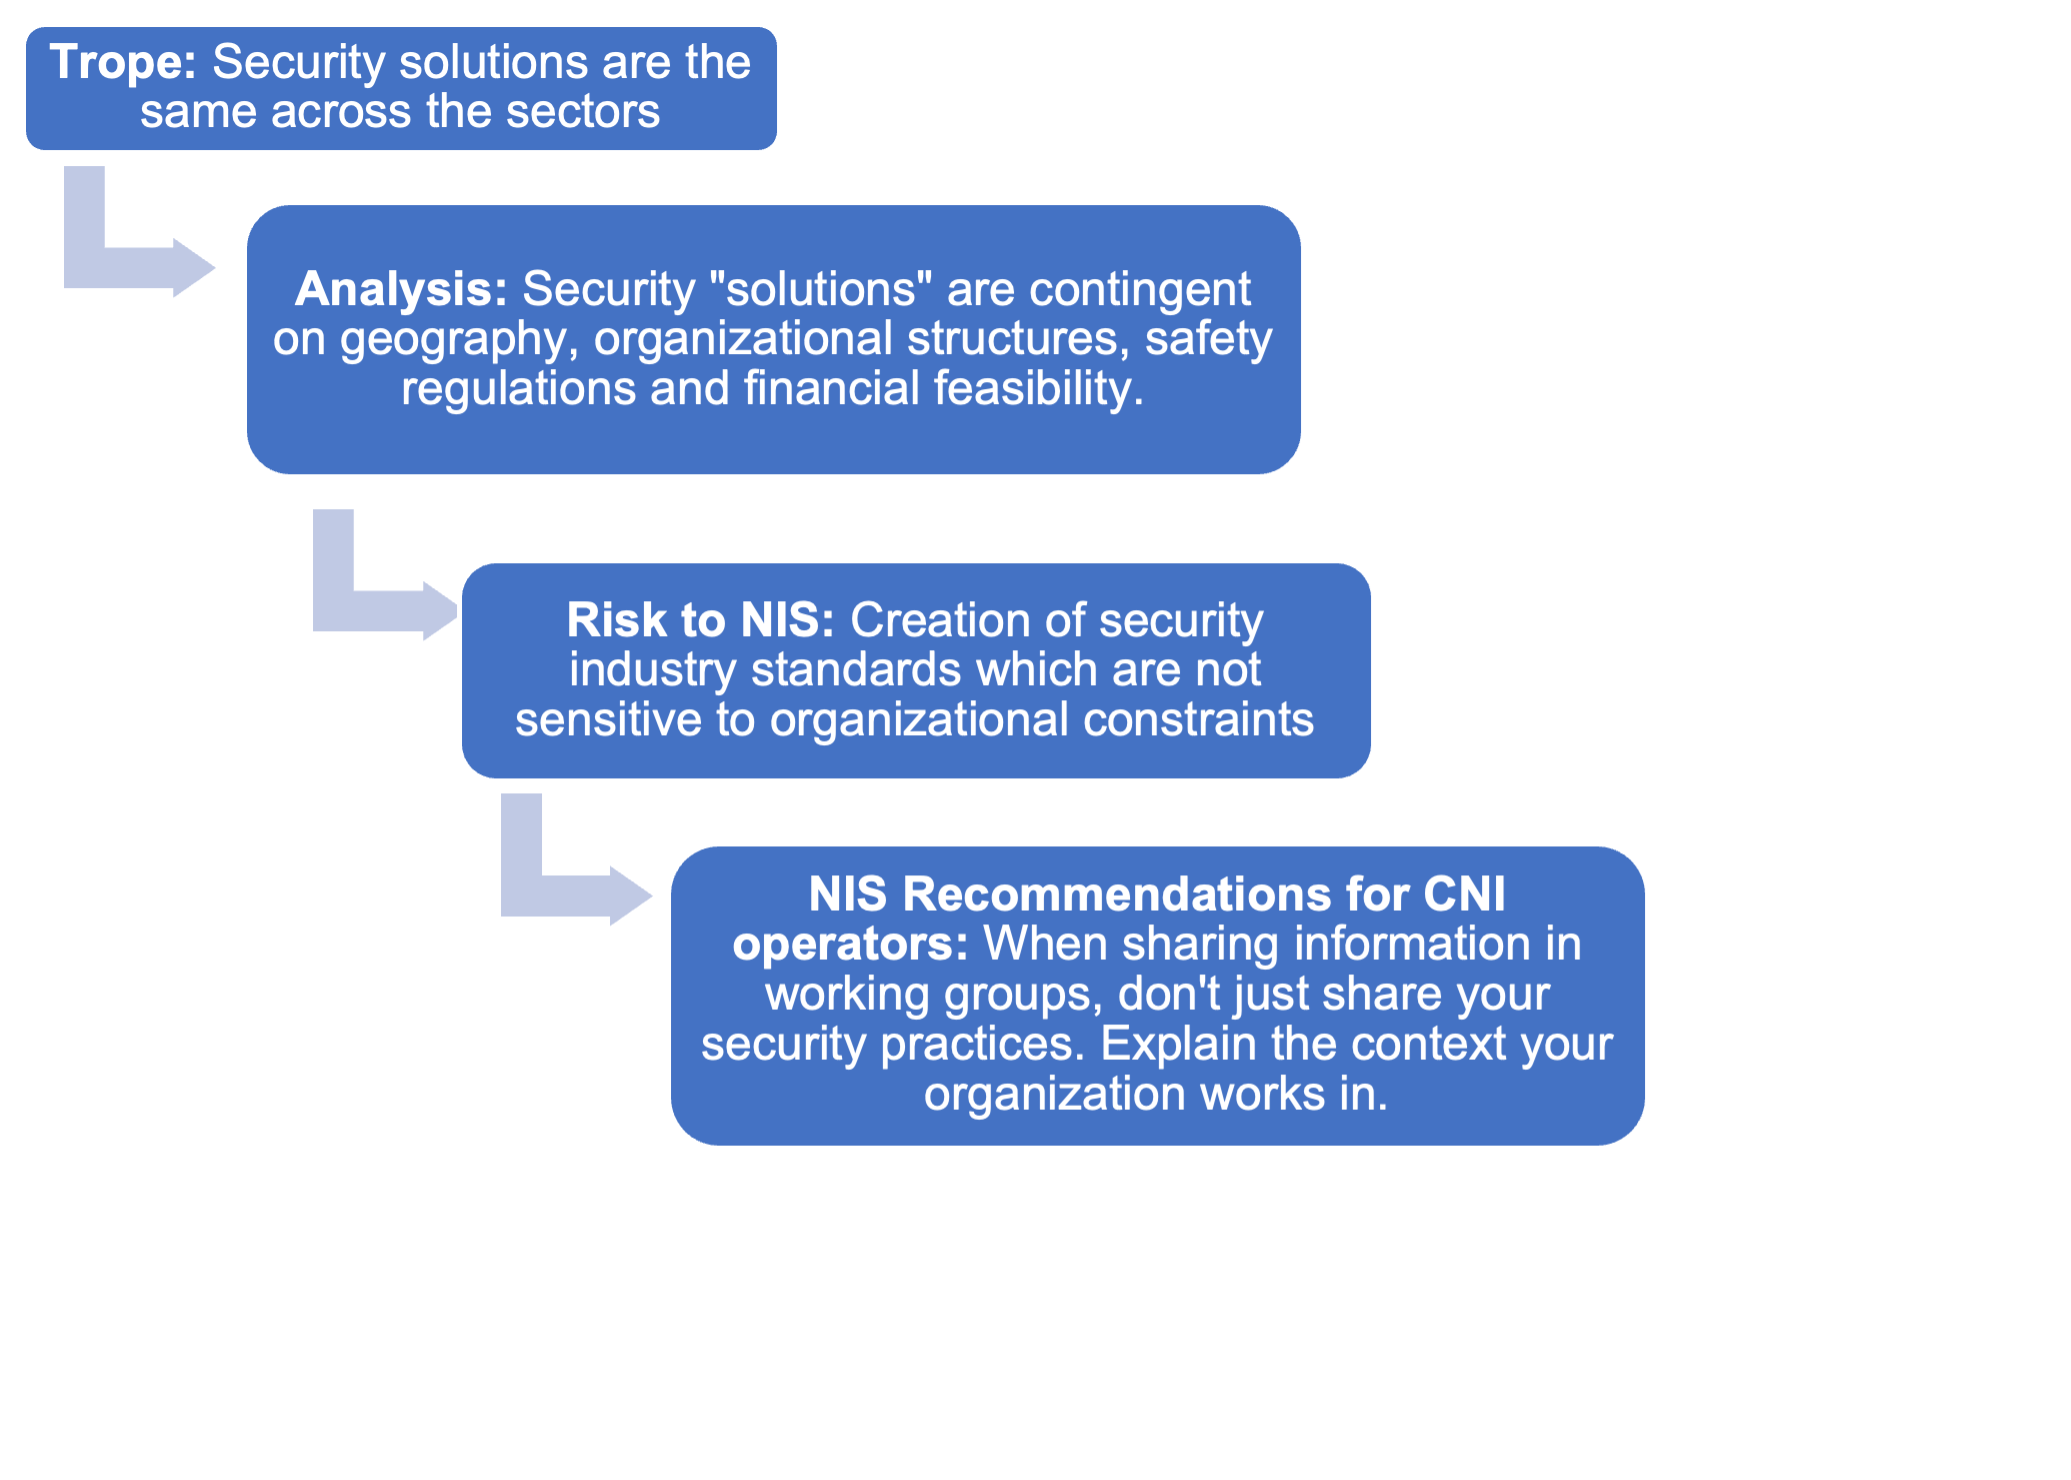 Trope: Security solutions are the
same across the sectors
Analysis: Security "solutions" are contingent
on geography, organizational structures, safety
regulations and financial feasibility.
Risk to NIS: Creation of security
industry standards which are not
sensitive to organizational constraints
NIS Recommendations for CNI
operators: When sharing information in
working groups, don't just share your
security practices. Explain the context your
organization works in.